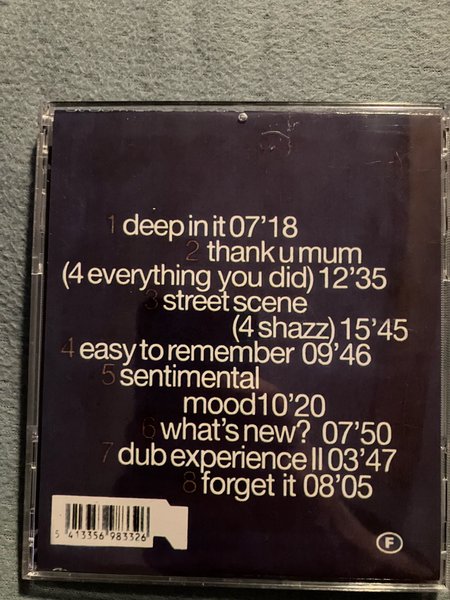 1 deep in it 07'18
2 thank u mum
(4 everything you did) 12'35
3 street scene
(4 shazz) 15'45
4 easy to remember 09'46
5 sentimental
mood 10'20
6 what's new? 07'50
7 dub experience II 03'47
8 forget it 08'05
5 413356 983326
F